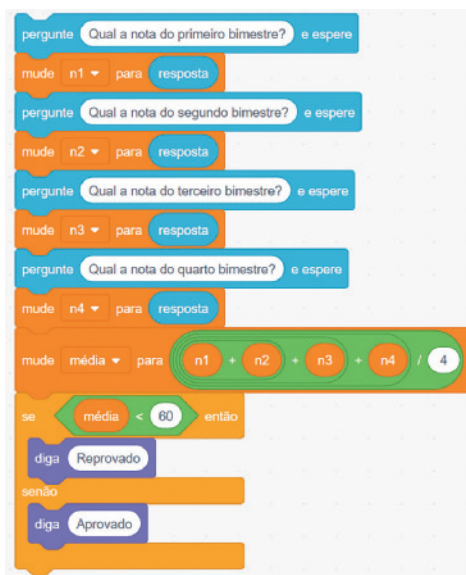 pergunte Qual a nota do primeiro bimestre? e espere
mude n1 para resposta
pergunte Qual a nota do segundo bimestre? e espere
mude n2 para resposta
pergunte Qual a nota do terceiro bimestre? e espere
mude n3 para resposta
pergunte Qual a nota do quarto bimestre? e espere
mude n4 para resposta
mude média para n1 + n2 + n3 + n4 / 4
se média < 60 então
diga Reprovado
senão
diga Aprovado